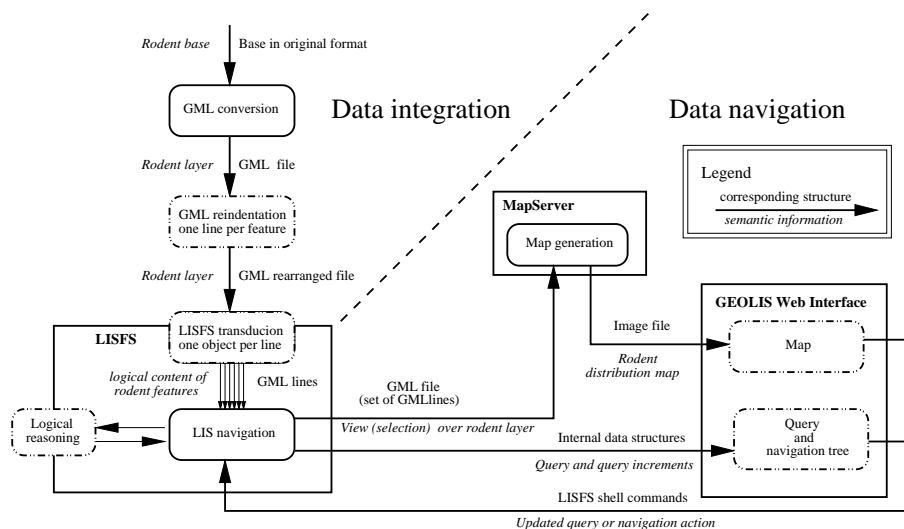 Rodent base
Base in original format
GML conversion
Data integration
Data navigation
Rodent layer
GML file
Legend
corresponding structure
semantic information
GML reindentation
one line per feature
MapServer
Map generation
Rodent layer
GML rearranged file
GEOLIS Web Interface
LISFS
LISFS transducion
one object per line
Image file
Map
Rodent
distribution map
logical content of
rodent features
GML lines
GML file
(set of GMLlines)
Logical
reasoning
LIS navigation
View (selection) over rodent layer
Internal data structures
Query
and
navigation tree
Query and query increments
LISFS shell commands
Updated query or navigation action